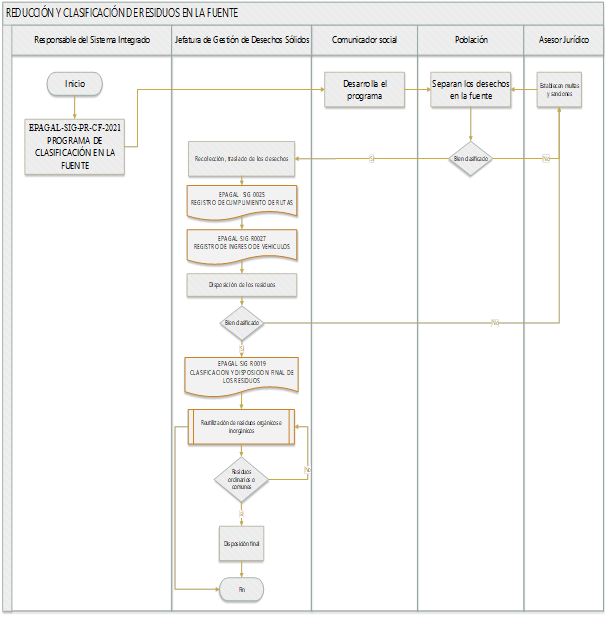 REDUCCIÓN Y CLASIFICACIÓN DE RESIDUOS EN LA FUENTE
Responsable del Sistema Integrado
Jefatura de Gestión de Desechos Sólidos
Comunicador social
Población
Asesor Jurídico
Inicio
EPAGAL-SIG-PR-CF-2021
PROGRAMA DE
CLASIFICACIÓN EN LA
FUENTE
Desarrolla el
programa
Separan los desechos
en la fuente
Establecen multas
y sanciones
Bien clasificado
No
Si
Recolección, traslado de los desechos
EPAGAL SIG 0025
REGISTRO DE CUMPLIMIENTO DE RUTAS
EPAGAL SIG R0027
REGISTRO DE INGRESO DE VEHICULOS
Disposición de los residuos
Bien clasificado
No
Si
EPAGAL SIG R0019
CLASIFICACION Y DISPOSICION FINAL DE
LOS RESIDUOS
Reutilización de residuos orgánicos e
inorgánicos
Residuos
ordinarios o
comunes
No
si
Disposición final
Fin